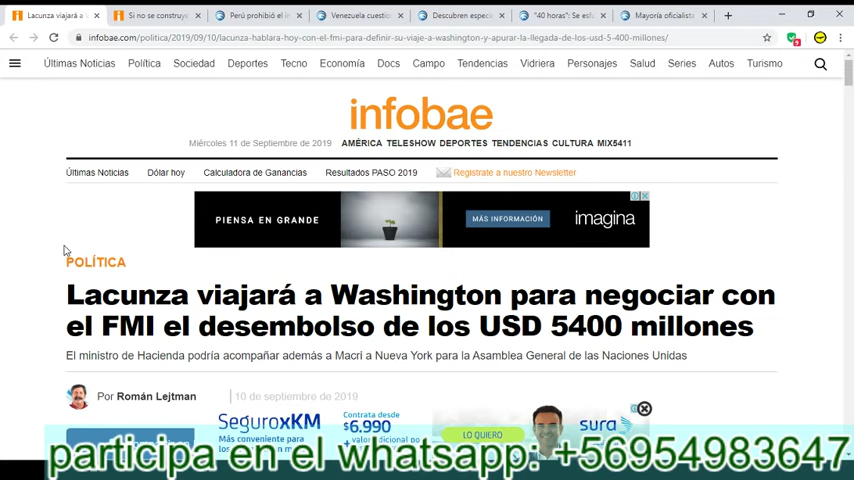 Lacunza viajará a
Si no se construye
Perú prohibió el in
Venezuela cuestio
Descubren especie
"40 horas": Se esfu
Mayoría oficialista
infobae.com/politica/2019/09/10/lacunza-hablara-hoy-con-el-fmi-para-definir-su-viaje-a-washington-y-apurar-la-llegada-de-los-usd-5-400-millones/
Últimas Noticias Política Sociedad Deportes Tecno Economía Docs Campo Tendencias Vidriera Personajes Salud Series Autos Turismo
infobae
Miércoles 11 de Septiembre de 2019 AMÉRICA TELESHOW DEPORTES TENDENCIAS CULTURA MIX5411
Últimas Noticias Dólar hoy Calculadora de Ganancias Resultados PASO 2019 Registrate a nuestro Newsletter
PIENSA EN GRANDE MÁS INFORMACIÓN imagina
POLÍTICA
Lacunza viajará a Washington para negociar con
el FMI el desembolso de los USD 5400 millones
El ministro de Hacienda podría acompañar además a Macri a Nueva York para la Asamblea General de las Naciones Unidas
Por Román Lejtman 10 de septiembre de 2019
SeguroxKM
Más conveniente para
Contrata desde
$6.990
LO QUIERO
sura
participa en el whatsapp: +56954983647